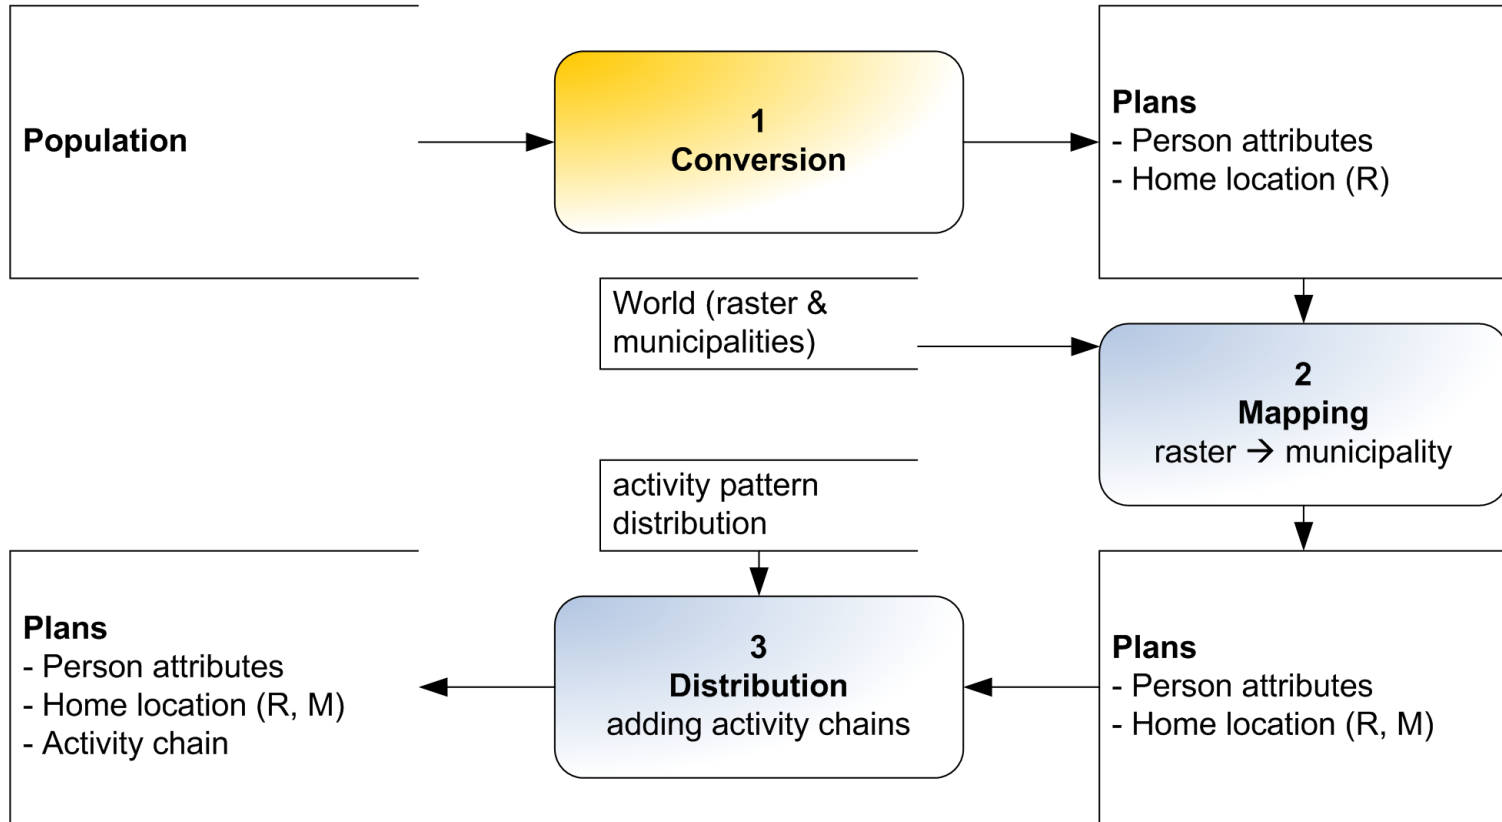 Population
1
Conversion
Plans
- Person attributes
- Home location (R)
World (raster &
municipalities)
2
Mapping
raster → municipality
activity pattern
distribution
Plans
- Person attributes
- Home location (R, M)
- Activity chain
3
Distribution
adding activity chains
Plans
- Person attributes
- Home location (R, M)